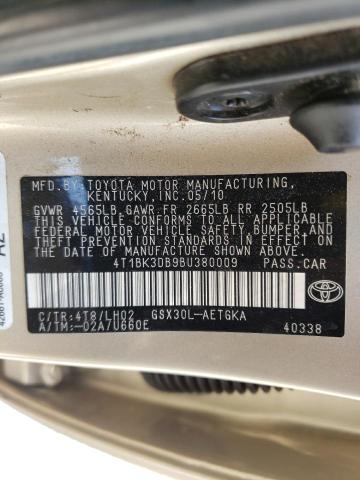 MFD.BY:TOYOTA MOTOR MANUFACTURING,
KENTUCKY,INC.05/10
GVWR 4565LB,GAWR FR 2665LB RR 2505LB
THIS VEHICLE CONFORMS TO ALL APPLICABLE
FEDERAL MOTOR VEHICLE SAFETY, BUMPER, AND
THEFT PREVENTION STANDARDS IN EFFECT ON THE
DATE OF MANUFACTURE SHOWN ABOVE.
4T1BK3DB9BU380009 PASS.CAR
C/TR:4T8/LH02 GSX30L-AETGKA
A/TM:-02A7U660E 40338
TOYOTA